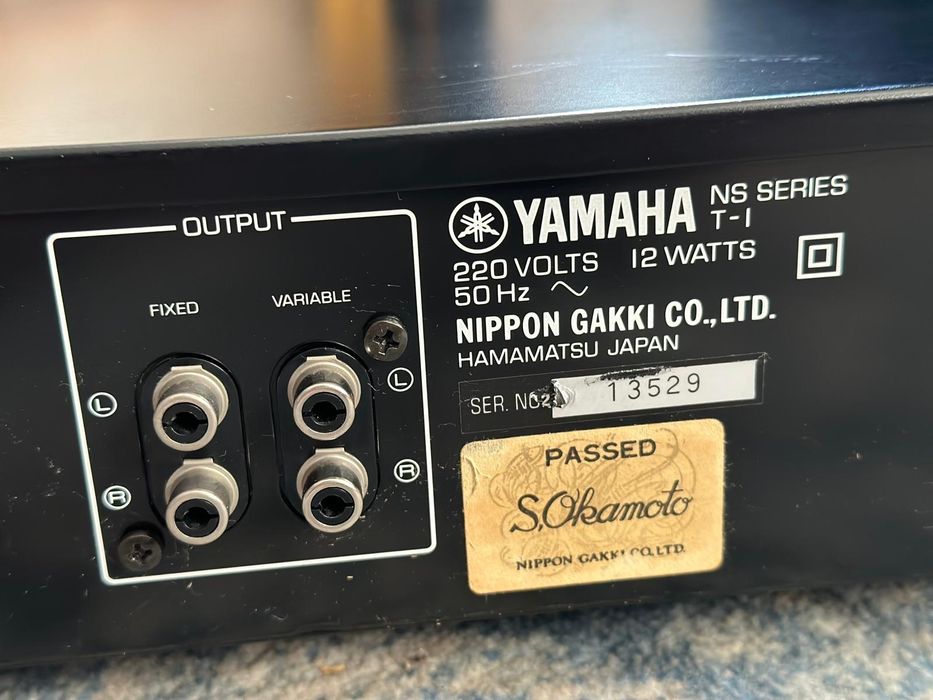 OUTPUT
FIXED
VARIABLE
L
L
R
R
YAMAHA NS SERIES
T-1
220 VOLTS 12 WATTS
50 Hz ~
NIPPON GAKKI CO., LTD.
HAMAMATSU JAPAN
SER. NO. 13529
PASSED
S. Okamoto
NIPPON GAKKI CO. LTD.